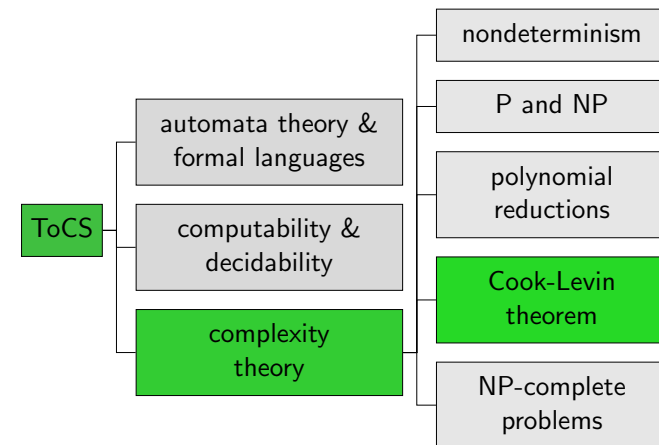 ToCS
automata theory &
formal languages
computability &
decidability
complexity
theory
nondeterminism
P and NP
polynomial
reductions
Cook-Levin
theorem
NP-complete
problems